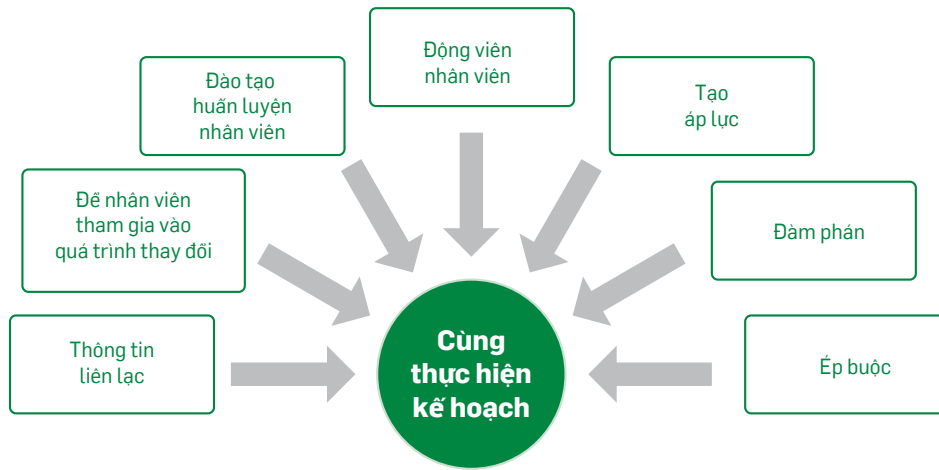 Động viên
nhân viên
Đào tạo
huấn luyện
nhân viên
Tạo
áp lực
Để nhân viên
tham gia vào
quá trình thay đổi
Đàm phán
Thông tin
liên lạc
Cùng
thực hiện
kế hoạch
Ép buộc